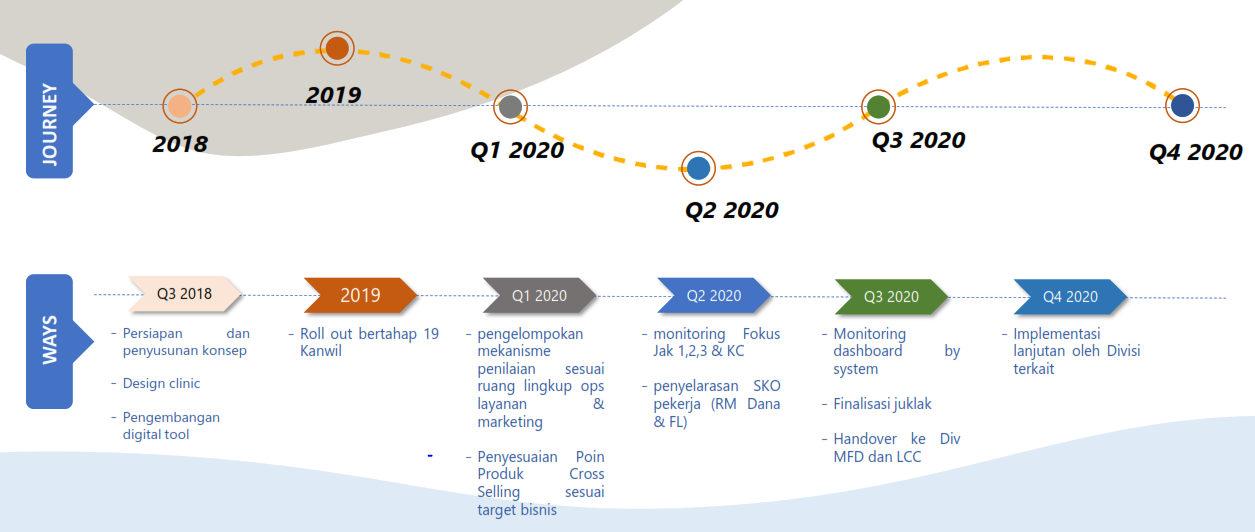 JOURNEY
2018
2019
Q1 2020
Q2 2020
Q3 2020
Q4 2020
WAYS
Q3 2018
- Persiapan dan
penyusunan konsep
- Design clinic
- Pengembangan
digital tool
2019
- Roll out bertahap 19
Kanwil
-
Q1 2020
- pengelompokan
mekanisme
penilaian sesuai
ruang lingkup ops
layanan &
marketing
- Penyesuaian Poin
Produk Cross
Selling sesuai
target bisnis
Q2 2020
- monitoring Fokus
Jak 1,2,3 & KC
- penyelarasan SKO
pekerja (RM Dana
& FL)
Q3 2020
- Monitoring
dashboard by
system
- Finalisasi juklak
- Handover ke Div
MFD dan LCC
Q4 2020
- Implementasi
lanjutan oleh Divisi
terkait